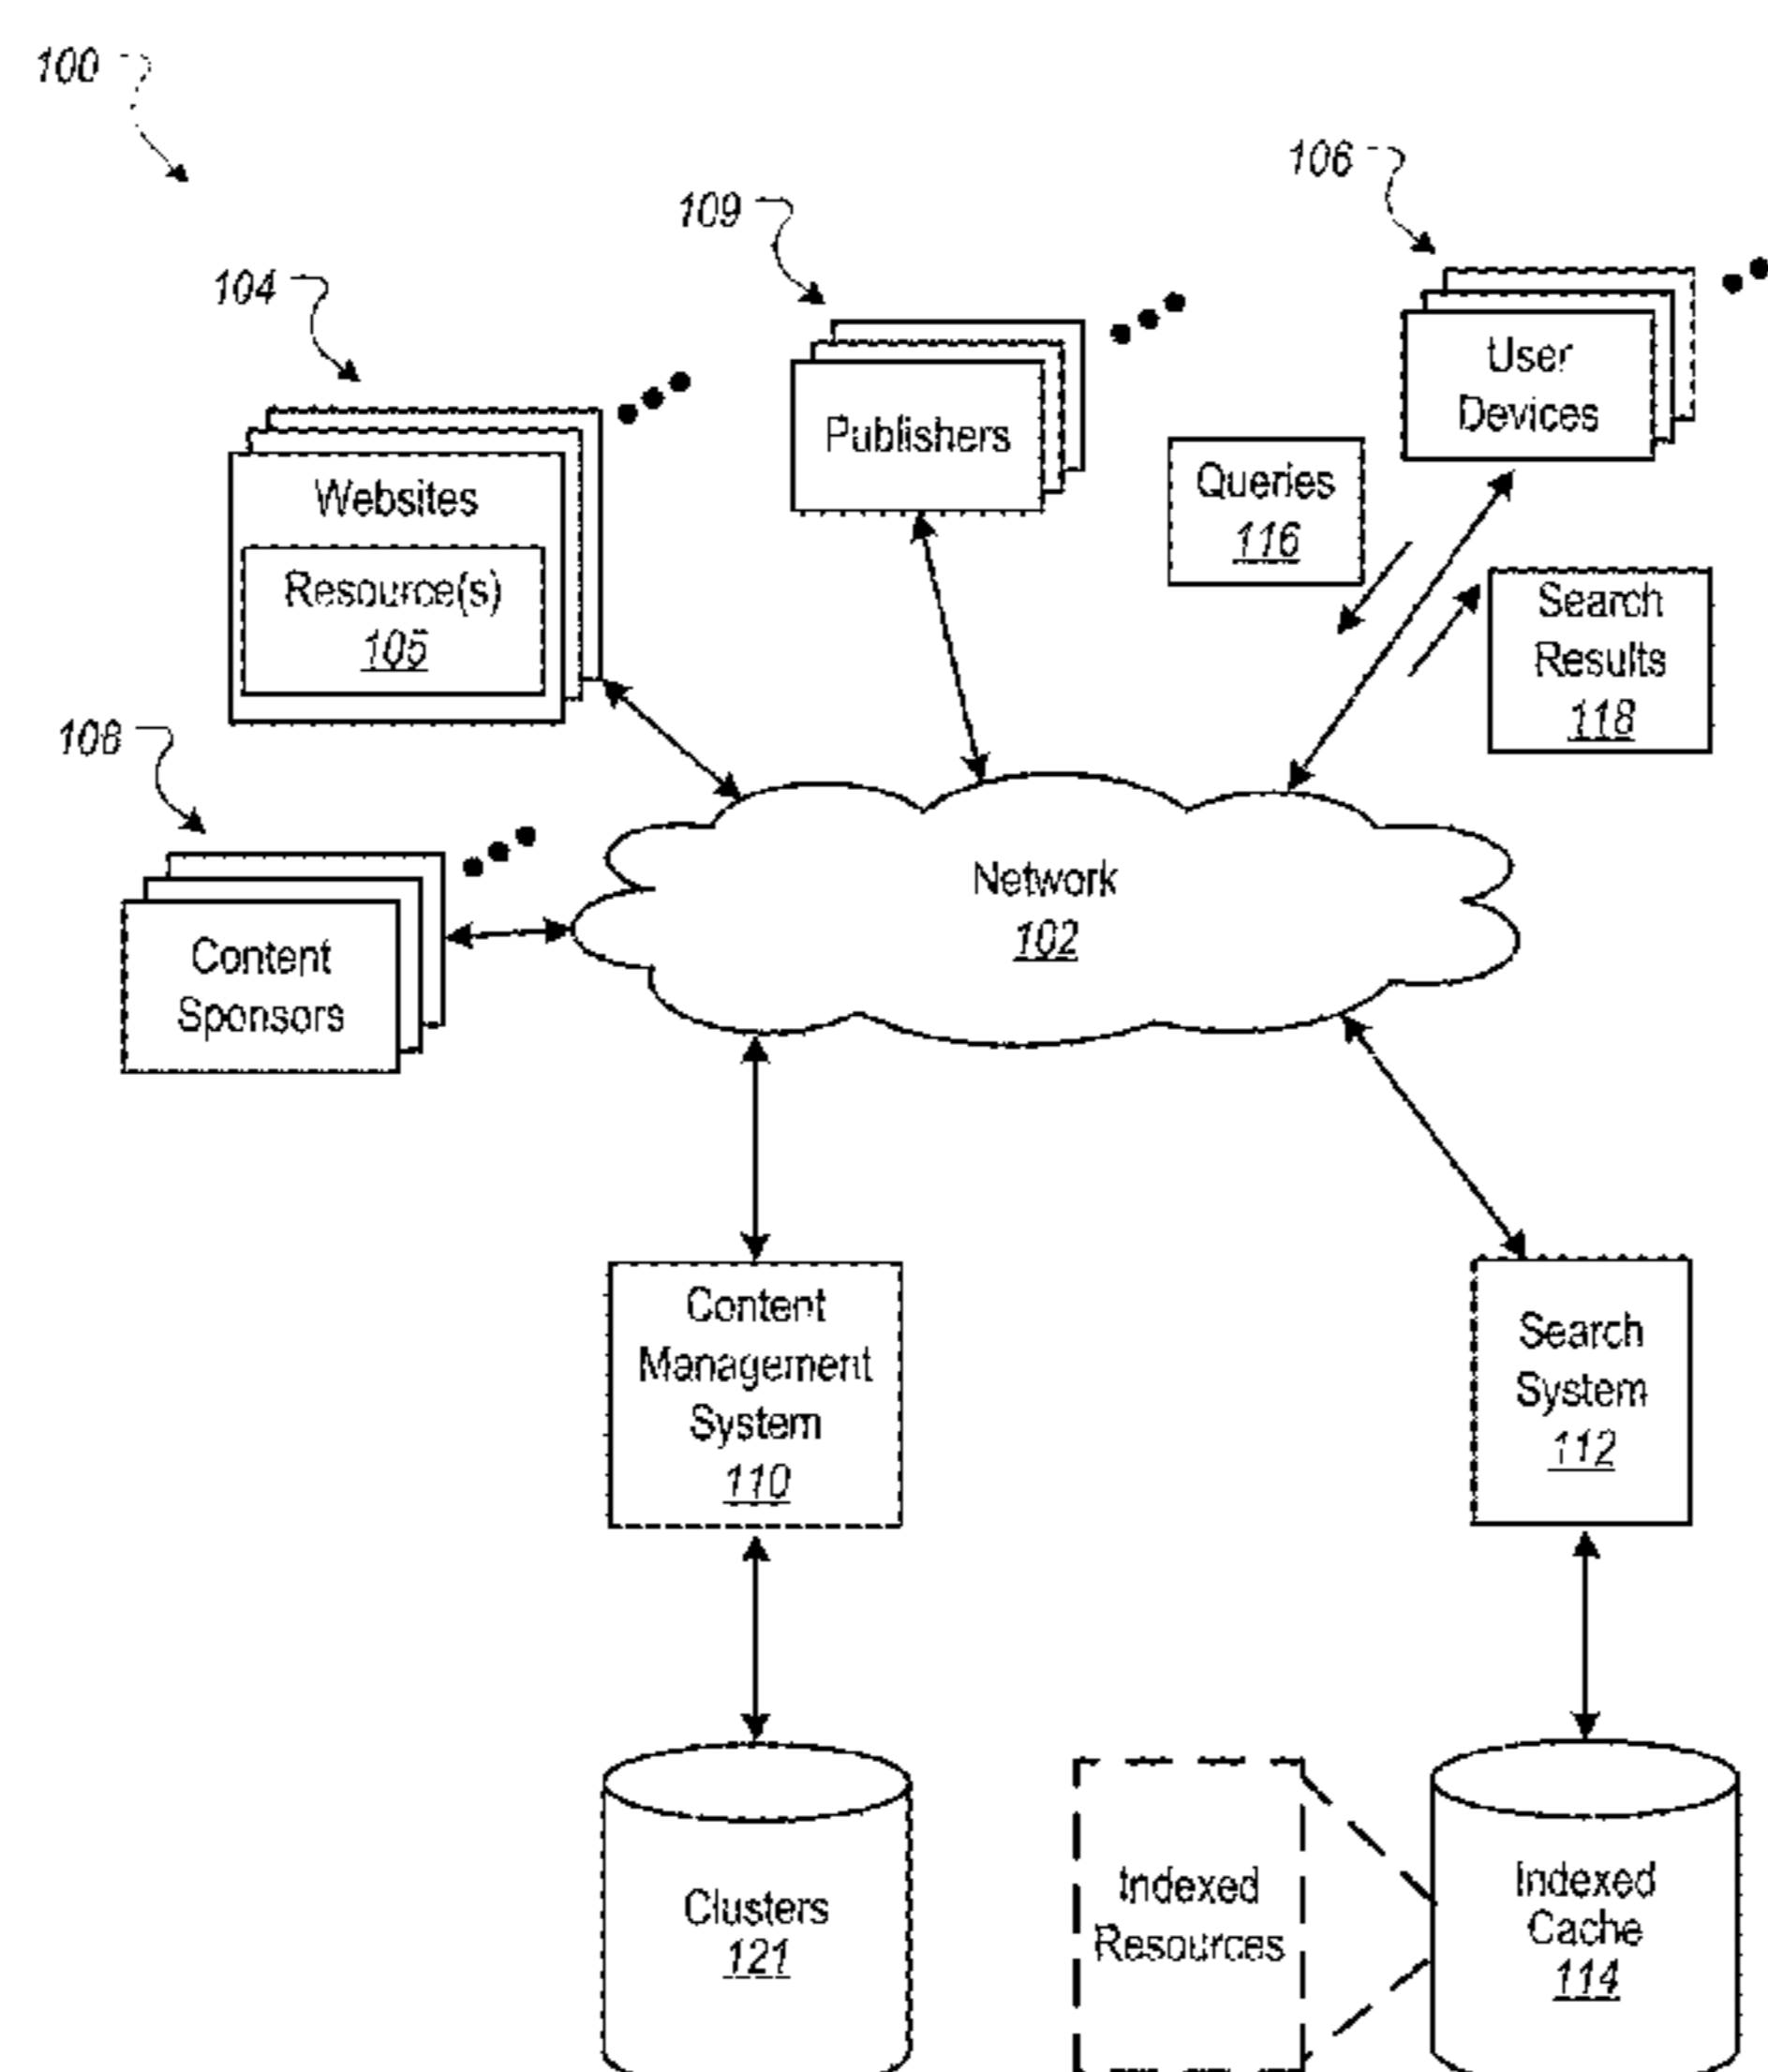 100
106
109
104
User
Devices
Publishers
Queries
116
Websites
Resource(s)
105
Search
Results
118
108
Network
102
Content
Sponsors
Content
Management
System
110
Search
System
112
Indexed
Resources
Indexed
Cache
114
Clusters
121